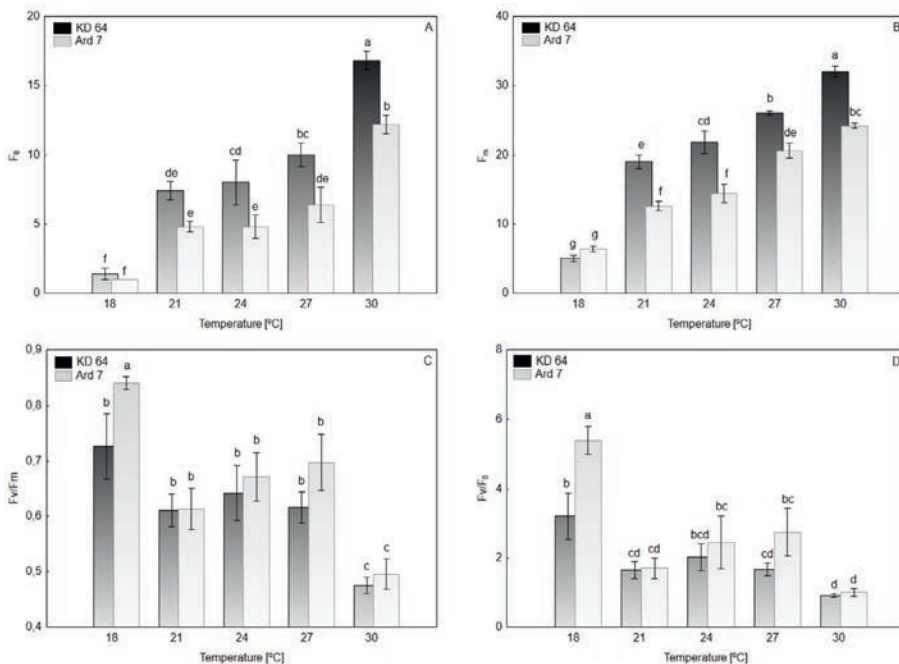 20
KD 64
Ard 7
A
a
15
b
F₀
10
bc
cd
de
de
5
e
e
f f
0
18 21 24 27 30
Temperature [ºC]
40
KD 64
Ard 7
B
a
30
b
bc
cd
de
Fₘ
20
e
f
f
10
g
g
0
18 21 24 27 30
Temperature [ºC]
0,9
KD 64
Ard 7
C
a
0,8
b
b
b
b
Fv/Fm
0,7
b b
b
0,6
c
0,5
c
0,4
18 21 24 27 30
Temperature [ºC]
8
KD 64
Ard 7
D
6
a
Fv/F₀
4
b
bc
bc
bcd
cd cd
cd
2
d d
0
18 21 24 27 30
Temperature [ºC]